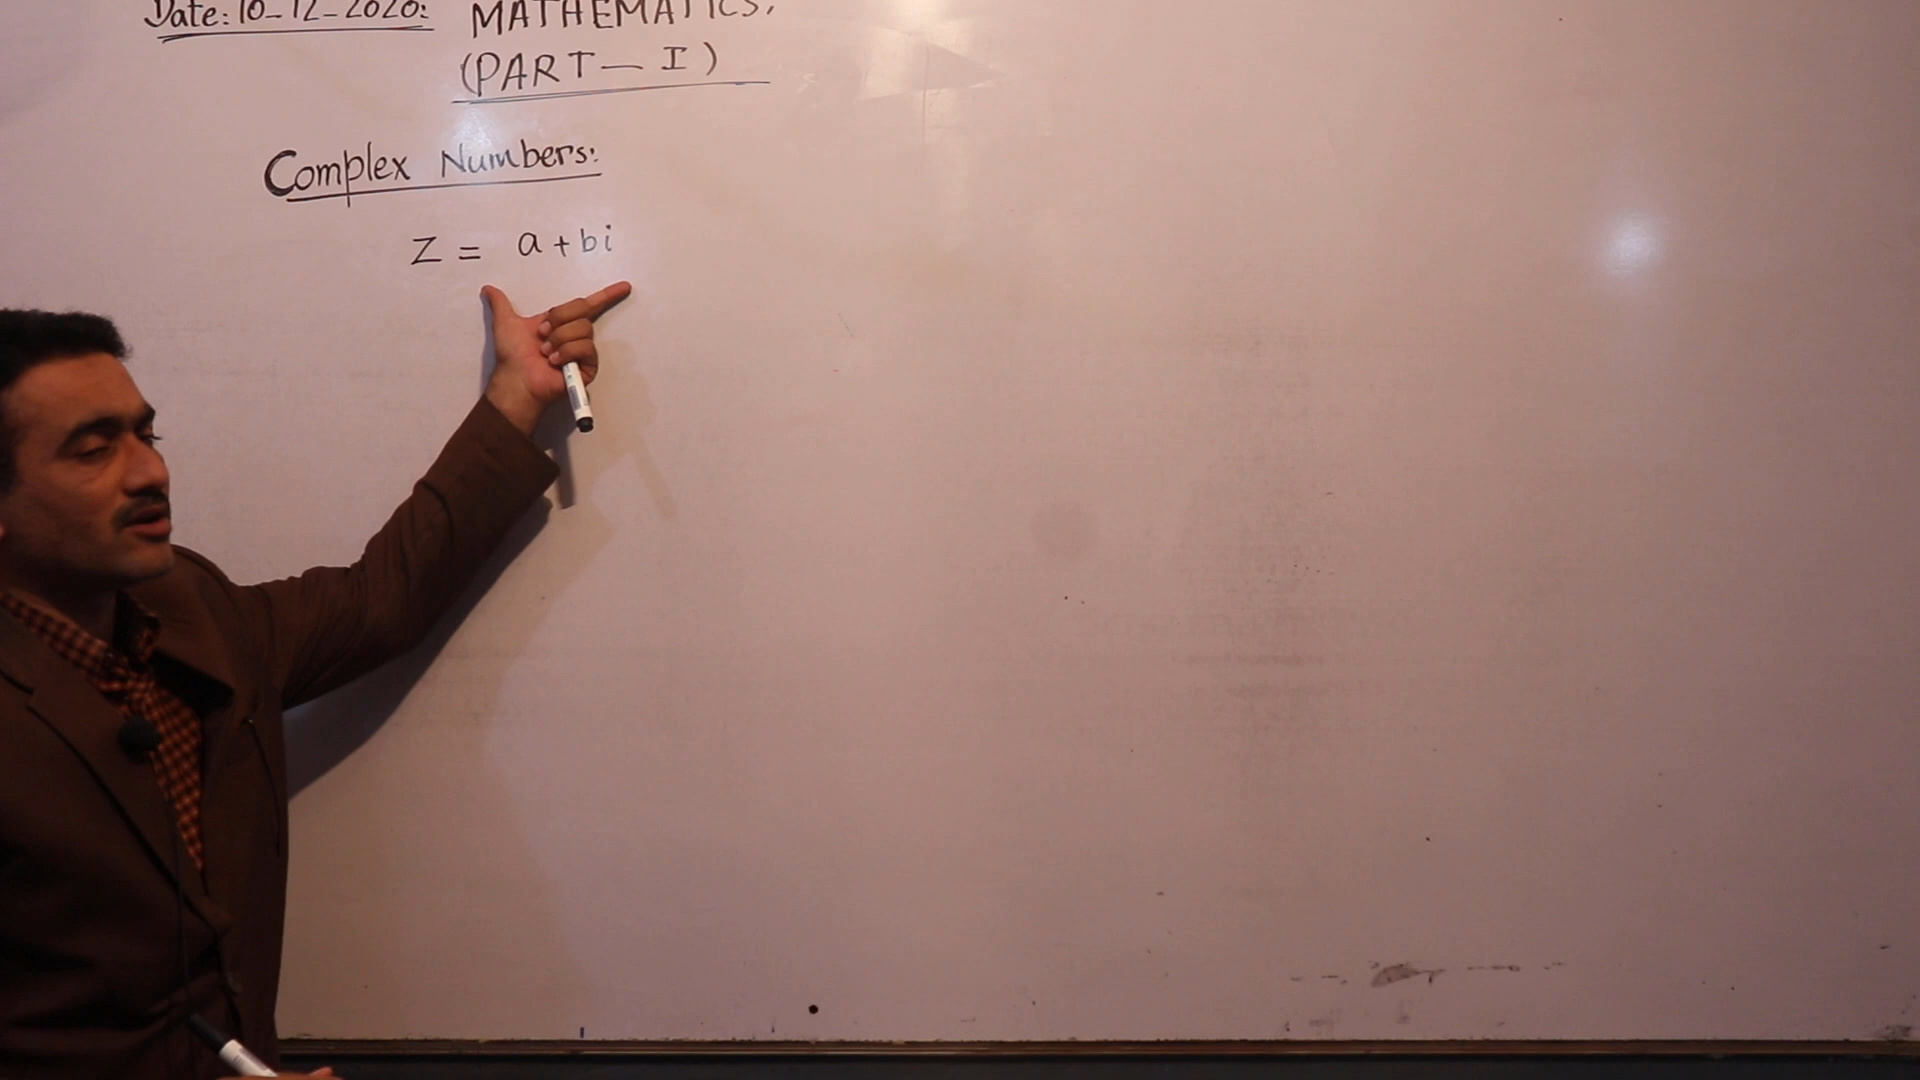 Date: 10-12-2020: MATHEMATICS.
(PART - I)
Complex Numbers:
Z = a + bi